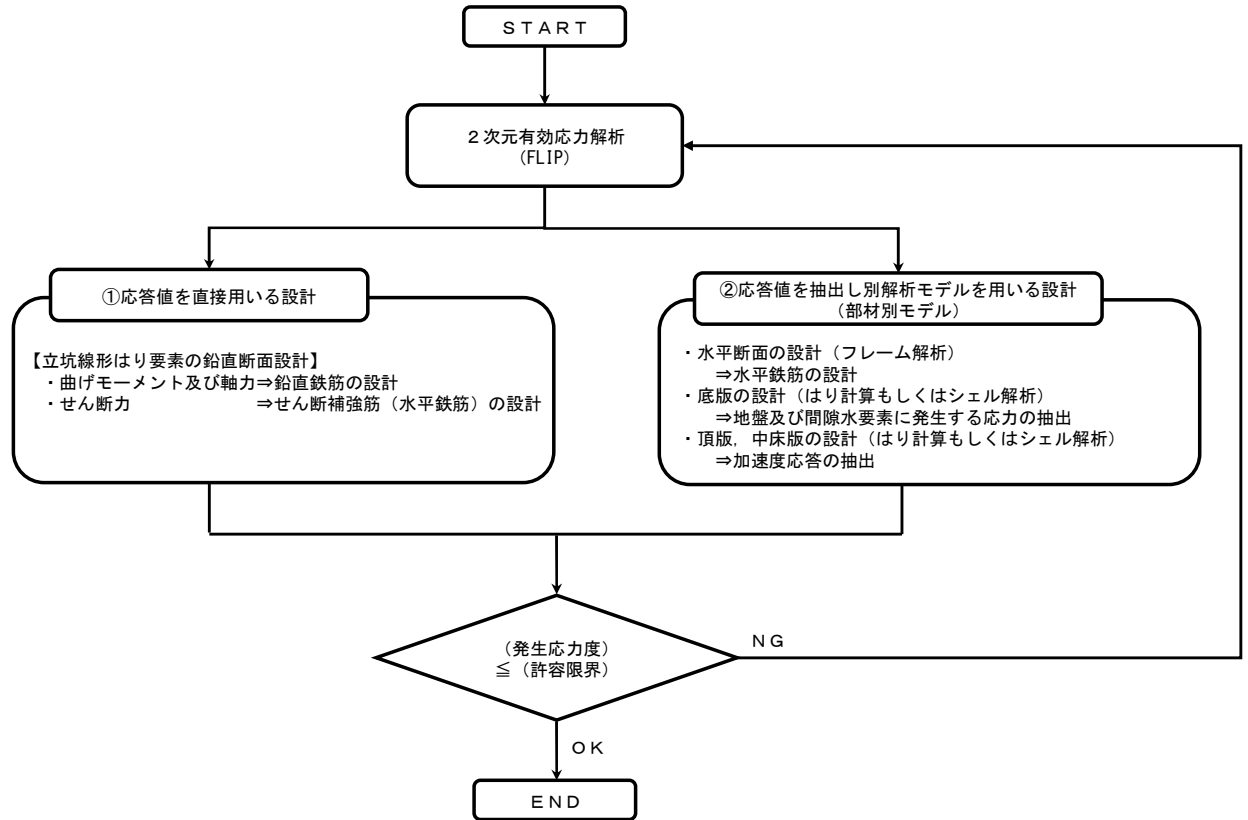 ＳＴＡＲＴ
２次元有効応力解析
(FLIP)
①応答値を直接用いる設計
【立坑線形はり要素の鉛直断面設計】
・曲げモーメント及び軸力⇒鉛直鉄筋の設計
・せん断力　　　　　　　⇒せん断補強筋（水平鉄筋）の設計
②応答値を抽出し別解析モデルを用いる設計
（部材別モデル）
・水平断面の設計（フレーム解析）
⇒水平鉄筋の設計
・底版の設計（はり計算もしくはシェル解析）
⇒地盤及び間隙水要素に発生する応力の抽出
・頂版，中床版の設計（はり計算もしくはシェル解析）
⇒加速度応答の抽出
（発生応力度）
≦（許容限界）
ＮＧ
ＯＫ
ＥＮＤ